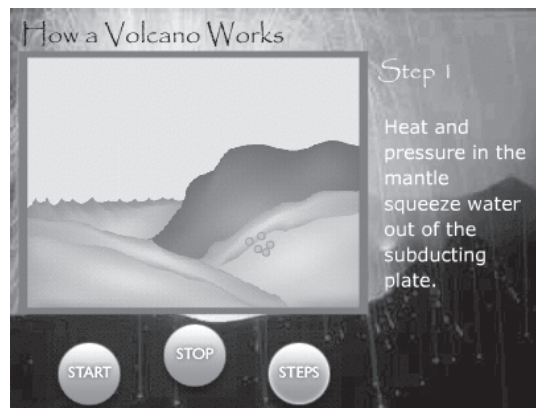 How a Volcano Works
Step 1
Heat and
pressure in the
mantle
squeeze water
out of the
subducting
plate.
START
STOP
STEPS